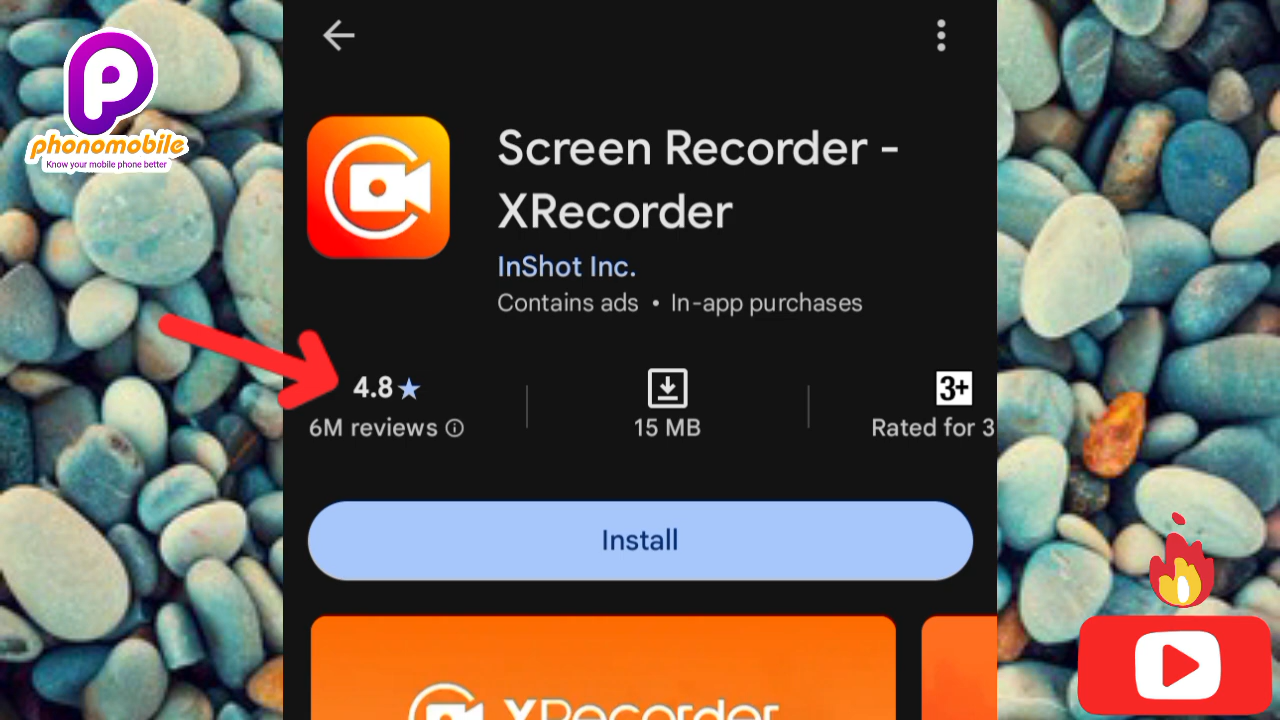 phonomobile
Know your mobile phone better
Screen Recorder -
XRecorder
InShot Inc.
Contains ads • In-app purchases
4.8★
6M reviews
15 MB
3+
Rated for 3
Install
XRecorder